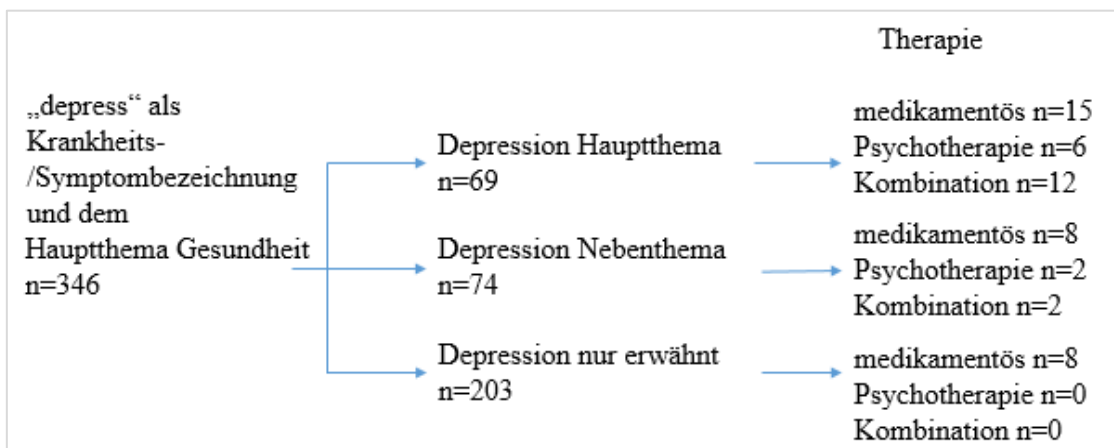 Therapie
„depress“ als
Krankheits-
/Symptombezeichnung
und dem
Hauptthema Gesundheit
n=346
Depression Hauptthema
n=69
medikamentös n=15
Psychotherapie n=6
Kombination n=12
Depression Nebenthema
n=74
medikamentös n=8
Psychotherapie n=2
Kombination n=2
Depression nur erwähnt
n=203
medikamentös n=8
Psychotherapie n=0
Kombination n=0